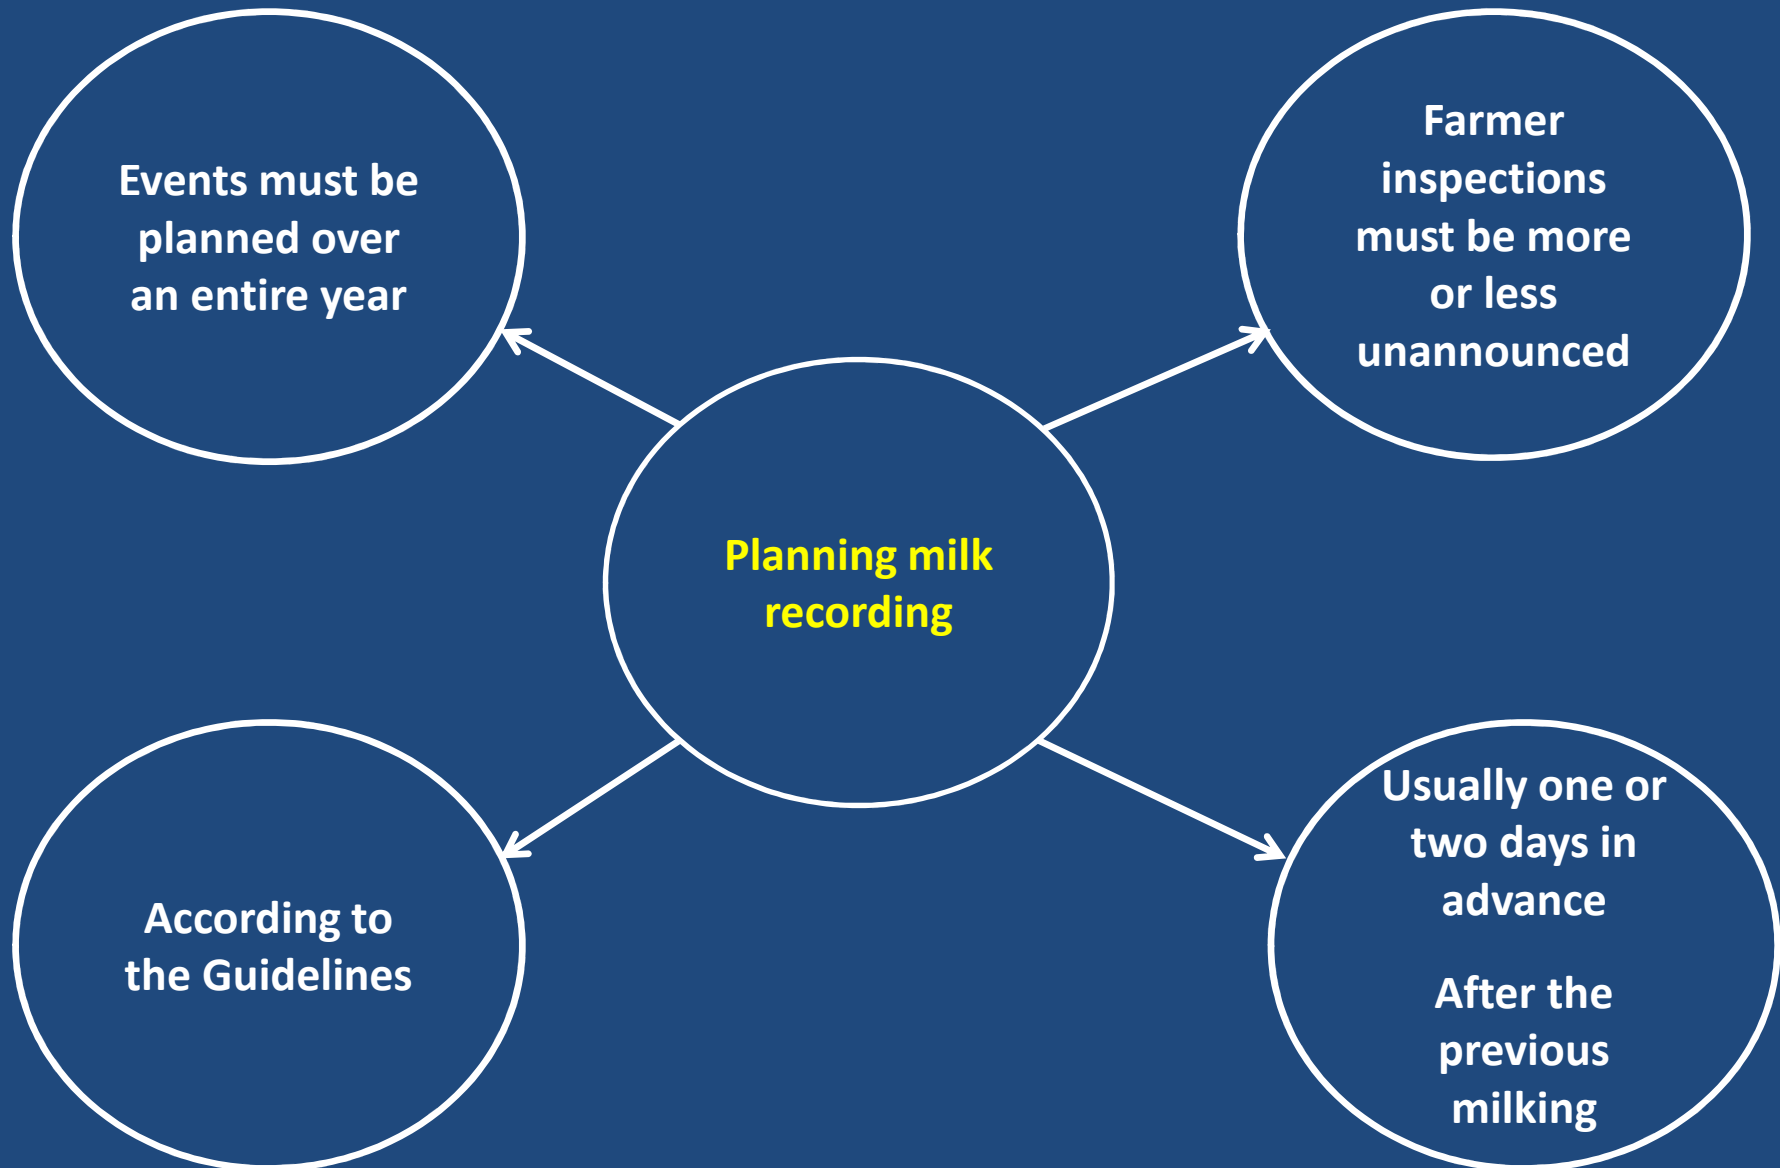 Events must be
planned over
an entire year
Farmer
inspections
must be more
or less
unannounced
Planning milk
recording
According to
the Guidelines
Usually one or
two days in
advance
After the
previous
milking